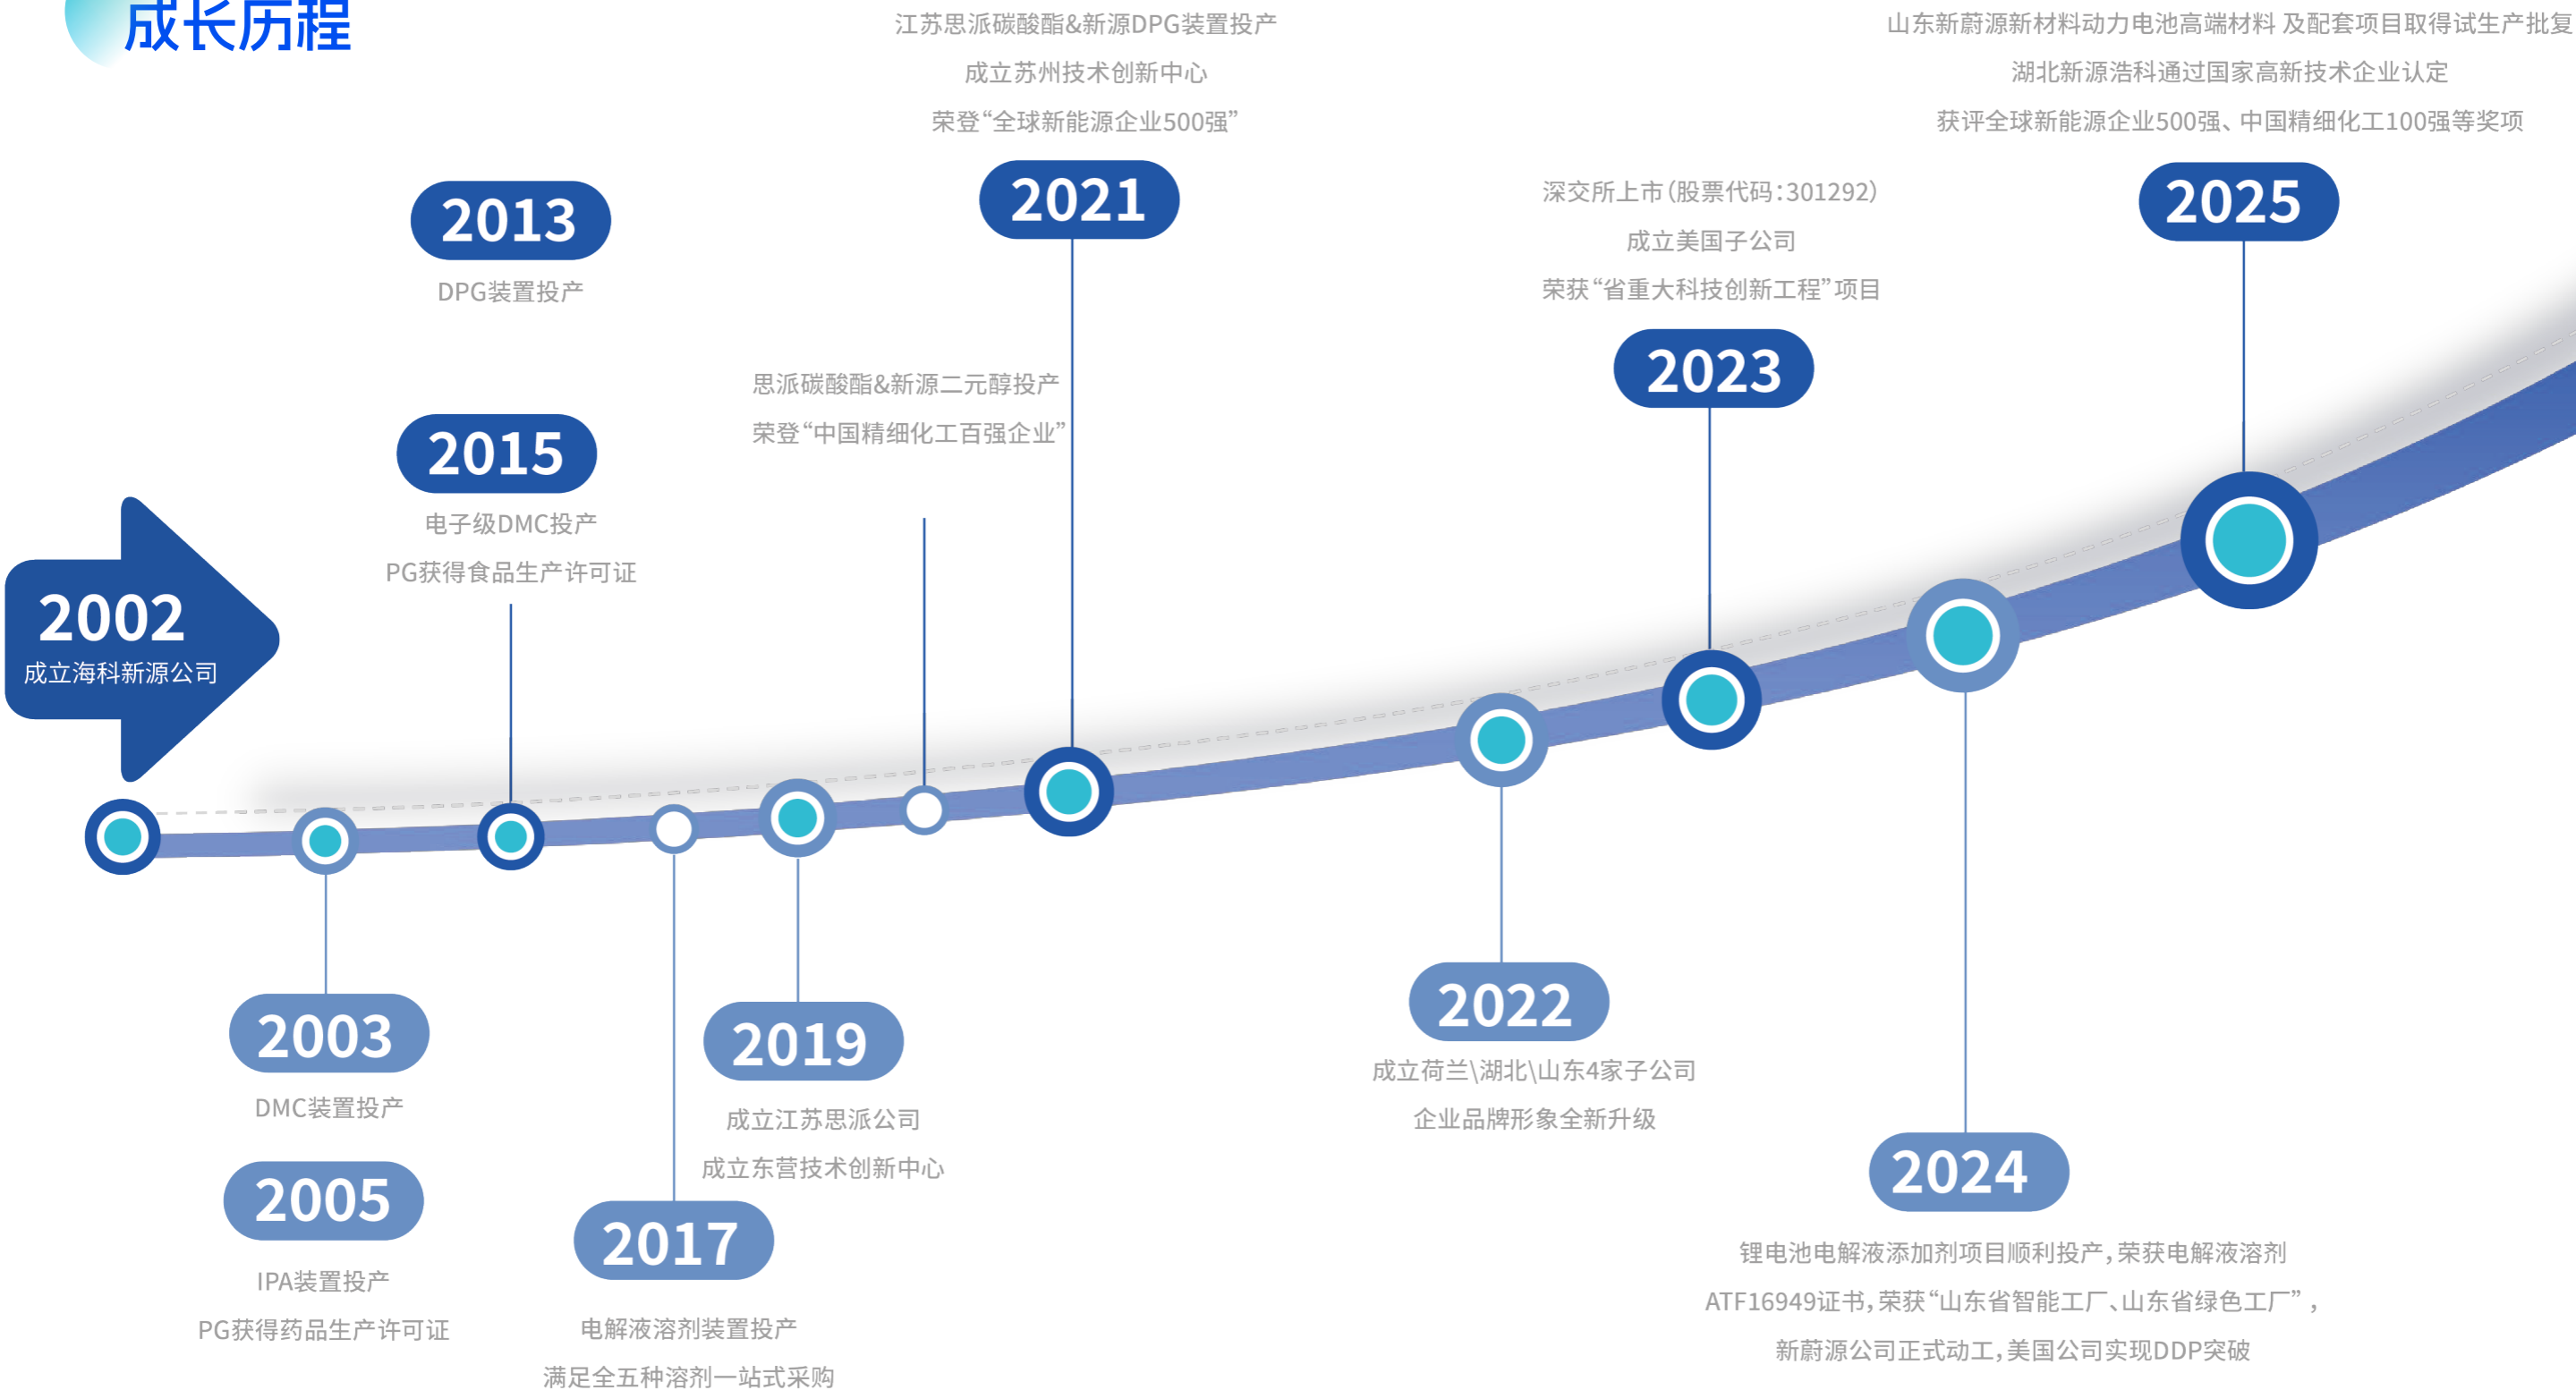 成长历程
2002
成立海科新源公司
2003
DMC装置投产
2005
IPA装置投产
PG获得药品生产许可证
2013
DPG装置投产
2015
电子级DMC投产
PG获得食品生产许可证
2017
电解液溶剂装置投产
满足全五种溶剂一站式采购
2019
成立江苏思派公司
成立东营技术创新中心
思派碳酸酯&新源二元醇投产
荣登“中国精细化工百强企业”
江苏思派碳酸酯&新源DPG装置投产
成立苏州技术创新中心
荣登“全球新能源企业500强”
2021
2022
成立荷兰\湖北\山东4家子公司
企业品牌形象全新升级
深交所上市（股票代码：301292）
成立美国子公司
荣获“省重大科技创新工程”项目
2023
2024
锂电池电解液添加剂项目顺利投产，荣获电解液溶剂
ATF16949证书，荣获“山东省智能工厂、山东省绿色工厂”，
新蔚源公司正式动工，美国公司实现DDP突破
山东新蔚源新材料动力电池高端材料 及配套项目取得试生产批复
湖北新源浩科通过国家高新技术企业认定
获评全球新能源企业500强、中国精细化工100强等奖项
2025